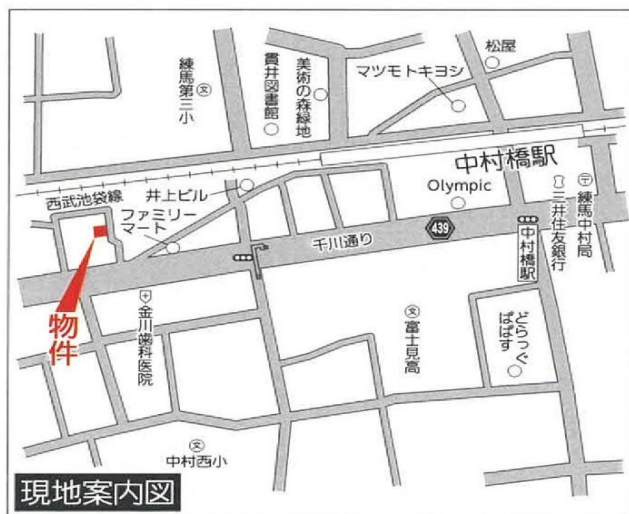 松屋
マツモトキヨシ
美術の森緑地
貫井図書館
練馬第三小
文
中村橋駅
西武池袋線
井上ビル
ファミリー
マート
Olympic
〒練馬中村局
三井住友銀行
千川通り
439
中村橋駅
物件
金川歯科医院
文
富士見高
どらっぐ
ぱぱす
文
中村西小
現地案内図